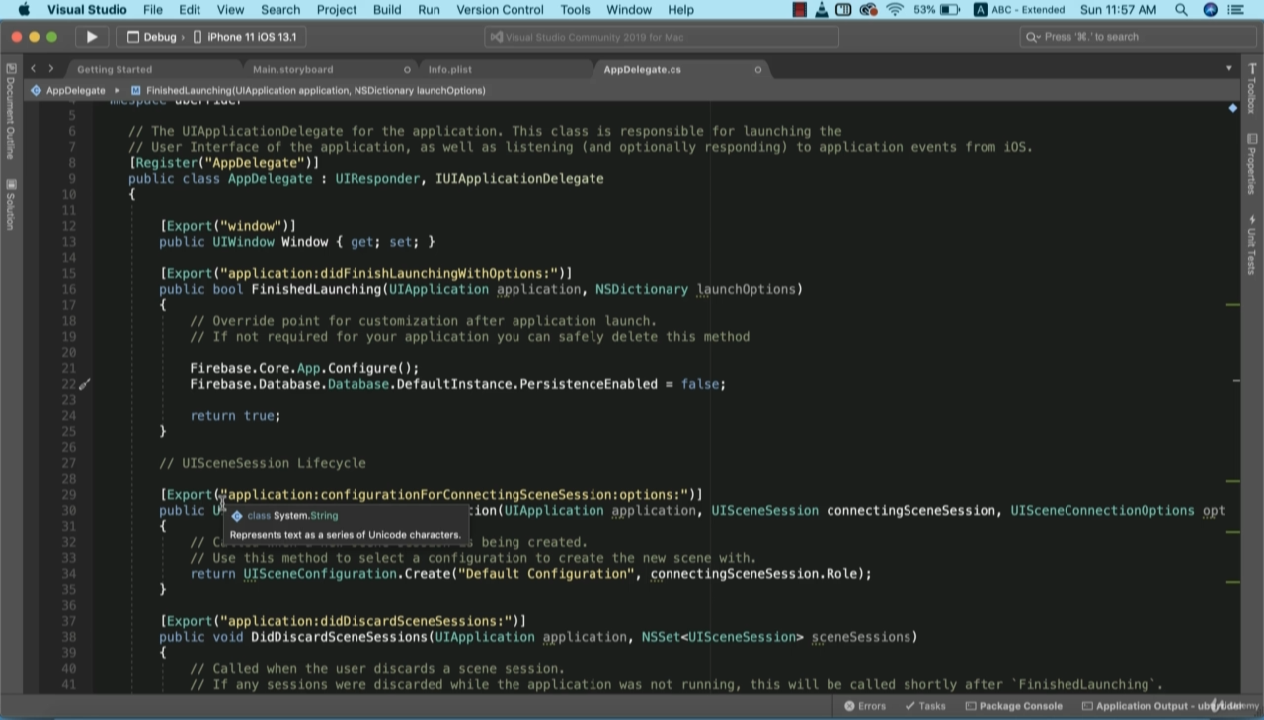 Visual Studio File Edit View Search Project Build Run Version Control Tools Window Help 53% A ABC - Extended Sun 11:57 AM
Debug › iPhone 11 iOS 13.1 Visual Studio Community 2019 for Mac Press '⌘.' to search
Getting Started Main.storyboard Info.plist AppDelegate.cs
AppDelegate ▸ M FinishedLaunching(UIApplication application, NSDictionary launchOptions)
Document Outline
Solution
Toolbox
Properties
Unit Tests
5
6 // The UIApplicationDelegate for the application. This class is responsible for launching the
7 // User Interface of the application, as well as listening (and optionally responding) to application events from iOS.
8 [Register("AppDelegate")]
9 public class AppDelegate : UIResponder, IUIApplicationDelegate
10 {
11
12 [Export("window")]
13 public UIWindow Window { get; set; }
14
15 [Export("application:didFinishLaunchingWithOptions:")]
16 public bool FinishedLaunching(UIApplication application, NSDictionary launchOptions)
17 {
18 // Override point for customization after application launch.
19 // If not required for your application you can safely delete this method
20
21 Firebase.Core.App.Configure();
22 Firebase.Database.Database.DefaultInstance.PersistenceEnabled = false;
23
24 return true;
25 }
26
27 // UISceneSession Lifecycle
28
29 [Export("application:configurationForConnectingSceneSession:options:")]
30 public U ion(UIApplication application, UISceneSession connectingSceneSession, UISceneConnectionOptions opt
class System.String
Represents text as a series of Unicode characters.
31 {
32 // C s being created.
33 // Use this method to select a configuration to create the new scene with.
34 return UISceneConfiguration.Create("Default Configuration", connectingSceneSession.Role);
35 }
36
37 [Export("application:didDiscardSceneSessions:")]
38 public void DidDiscardSceneSessions(UIApplication application, NSSet<UISceneSession> sceneSessions)
39 {
40 // Called when the user discards a scene session.
41 // If any sessions were discarded while the application was not running, this will be called shortly after `FinishedLaunching`.
Errors Tasks Package Console Application Output -